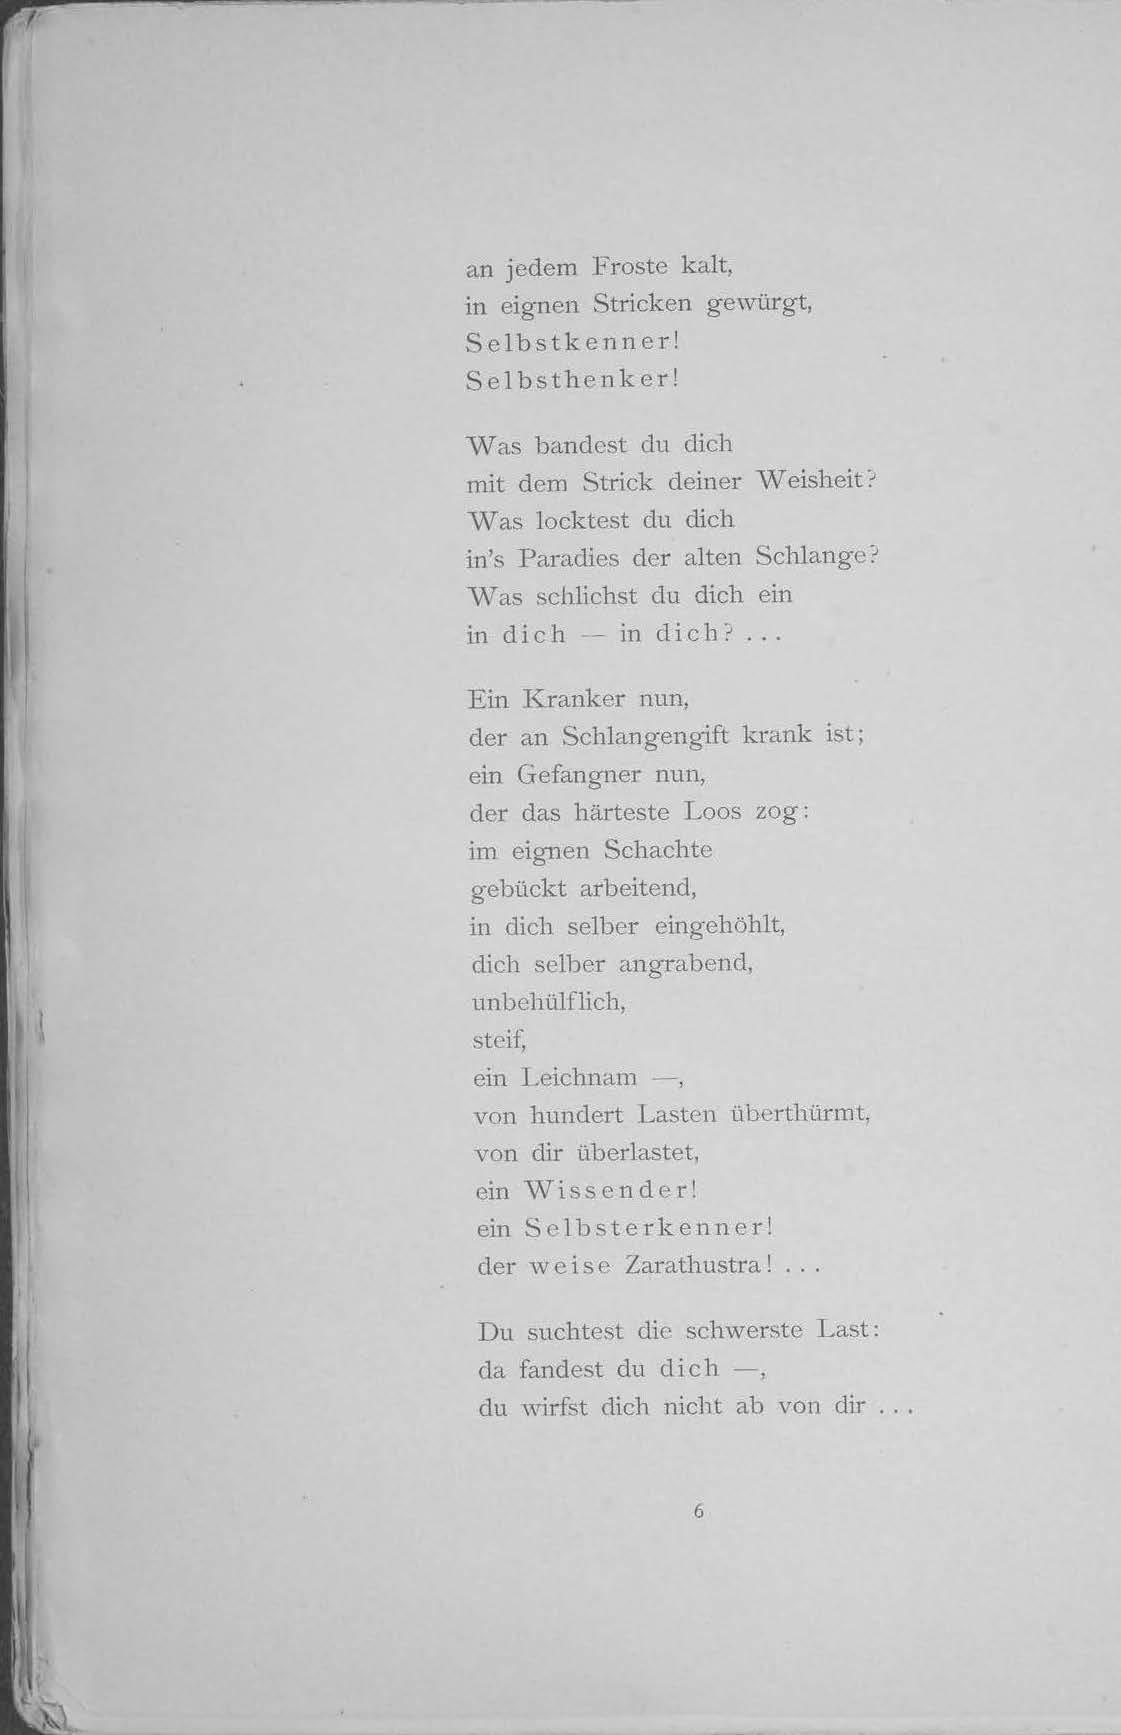 an jedem Froste kalt,
in eignen Stricken gewürgt,
Selbstkenner!
Selbsthenker!
Was bandest du dich
mit dem Strick deiner Weisheit?
Was locktest du dich
in's Paradies der alten Schlange?
Was schlichst du dich ein
in dich — in dich? ...
Ein Kranker nun,
der an Schlangengift krank ist;
ein Gefangner nun,
der das härteste Loos zog:
im eignen Schachte
gebückt arbeitend,
in dich selber eingehöhlt,
dich selber angrabend,
unbehülflich,
steif,
ein Leichnam —,
von hundert Lasten überthürmt,
von dir überlastet,
ein Wissender!
ein Selbsterkenner!
der weise Zarathustra! ...
Du suchtest die schwerste Last:
da fandest du dich —,
du wirfst dich nicht ab von dir ...
6